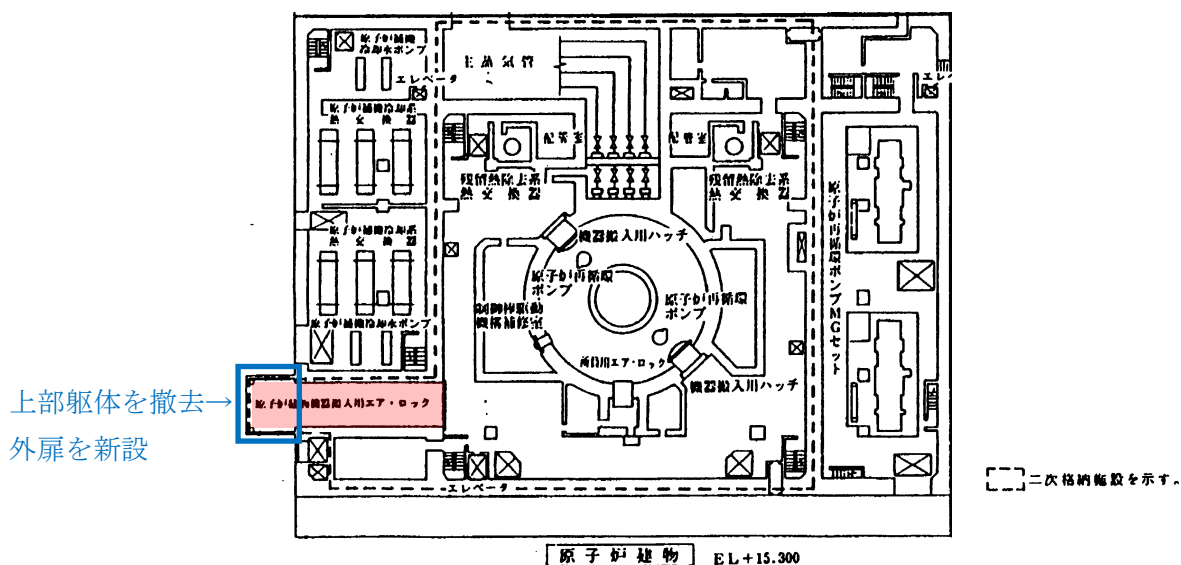 原子炉補機
冷却水ポンプ
エレベータ
主蒸気管
エレベ
原子炉補機冷却系
熱交換器
配管室
配管室
残留熱除去系
熱交換器
残留熱除去系
熱交換器
原子炉再循環ポンプMGセット
原子炉補機冷却系
熱交換器
機器搬入用ハッチ
原子炉再循環
ポンプ
原子炉再循環
ポンプ
制御棒駆動
機構補修室
原子炉補機冷却水ポンプ
所員用エア・ロック
機器搬入用ハッチ
上部躯体を撤去→
外扉を新設
原子炉建物機器搬入用エア・ロック
エレベータ
二次格納施設を示す。
原子炉建物
EL+15.300